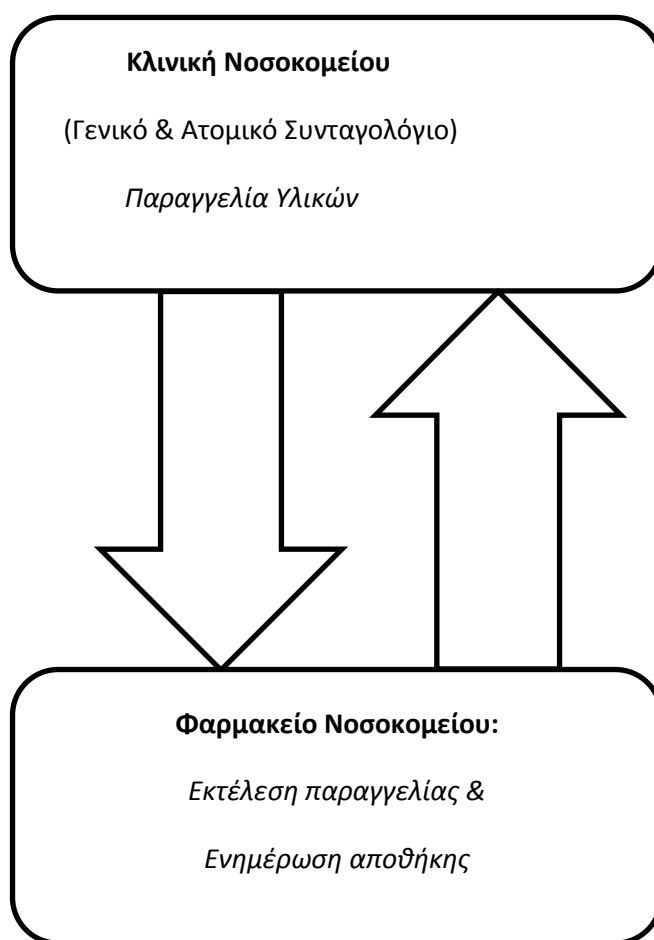 Κλινική Νοσοκομείου
(Γενικό & Ατομικό Συνταγολόγιο)
Παραγγελία Υλικών
Φαρμακείο Νοσοκομείου:
Εκτέλεση παραγγελίας &
Ενημέρωση αποθήκης